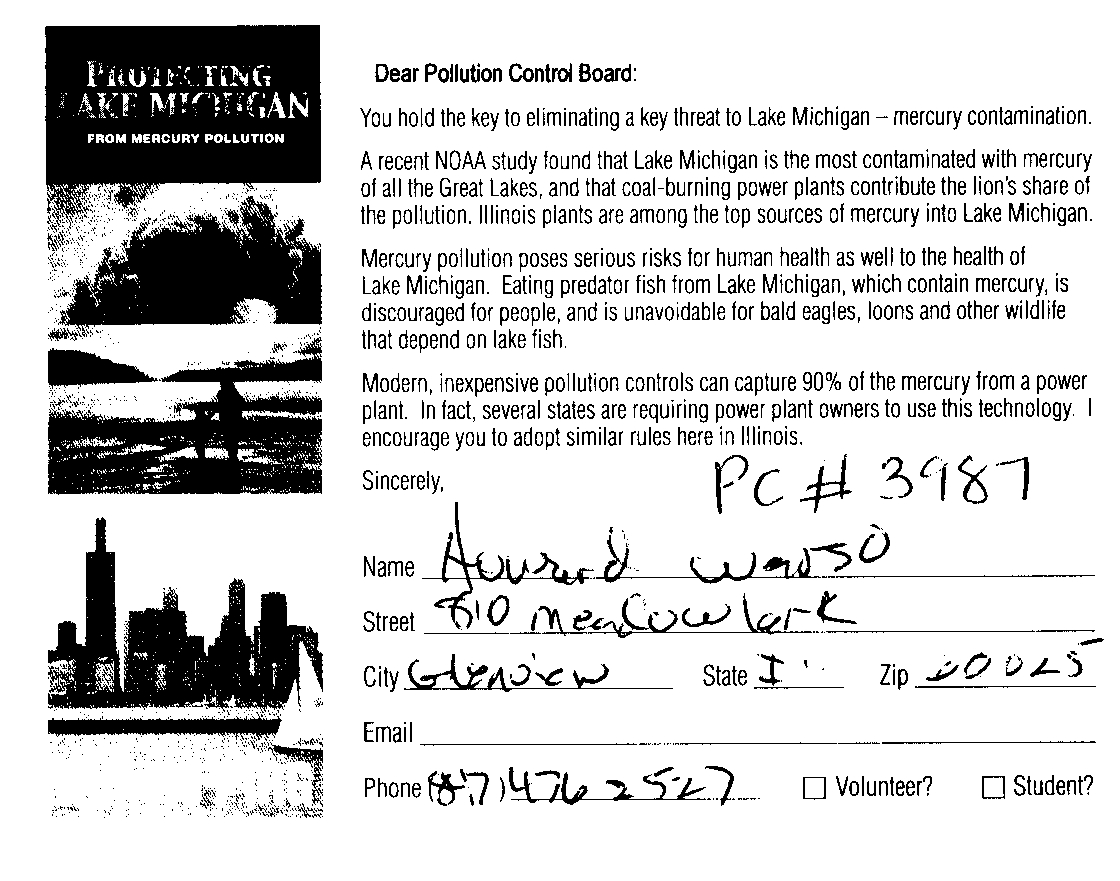 PROTECTING
LAKE MICHIGAN
FROM MERCURY POLLUTION
Dear Pollution Control Board:
You hold the key to eliminating a key threat to Lake Michigan – mercury contamination.
A recent NOAA study found that Lake Michigan is the most contaminated with mercury
of all the Great Lakes, and that coal-burning power plants contribute the lion's share of
the pollution. Illinois plants are among the top sources of mercury into Lake Michigan.
Mercury pollution poses serious risks for human health as well to the health of
Lake Michigan. Eating predator fish from Lake Michigan, which contain mercury, is
discouraged for people, and is unavoidable for bald eagles, loons and other wildlife
that depend on lake fish.
Modern, inexpensive pollution controls can capture 90% of the mercury from a power
plant. In fact, several states are requiring power plant owners to use this technology. I
encourage you to adopt similar rules here in Illinois.
Sincerely,
PC # 3987
Name
Street 810 Meadowlark
City Glenview State I Zip
Email
Phone 476 2527 Volunteer? Student?